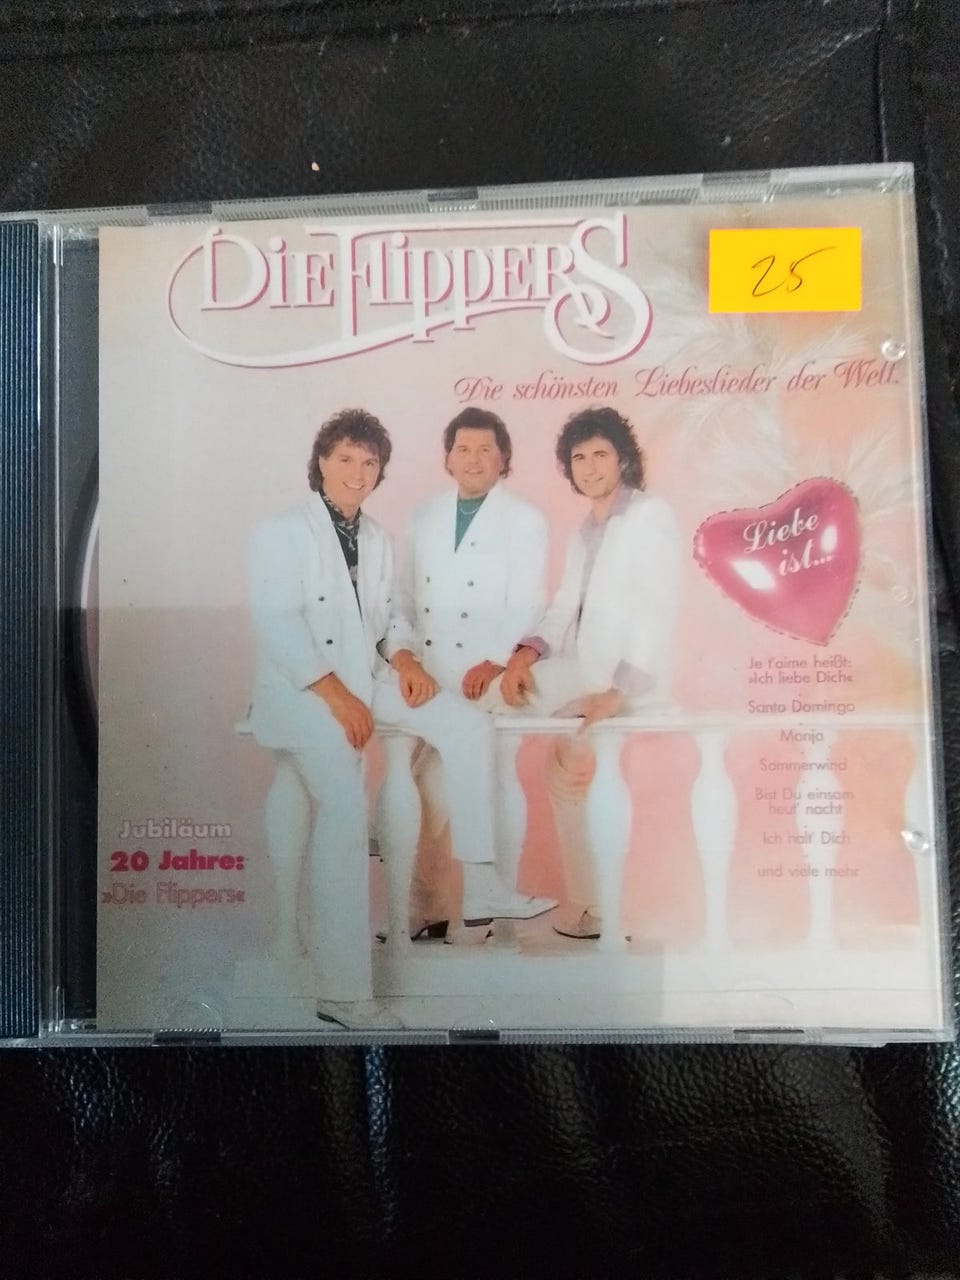 Die Flippers
25
Die schönsten Liebeslieder der Welt.
Liebe
ist...
Je t'aime heißt:
»Ich liebe Dich«
Santo Domingo
Monja
Sommerwind
Bist Du einsam
heut' nacht
Ich halt' Dich
und viele mehr
Jubiläum
20 Jahre:
»Die Flippers«